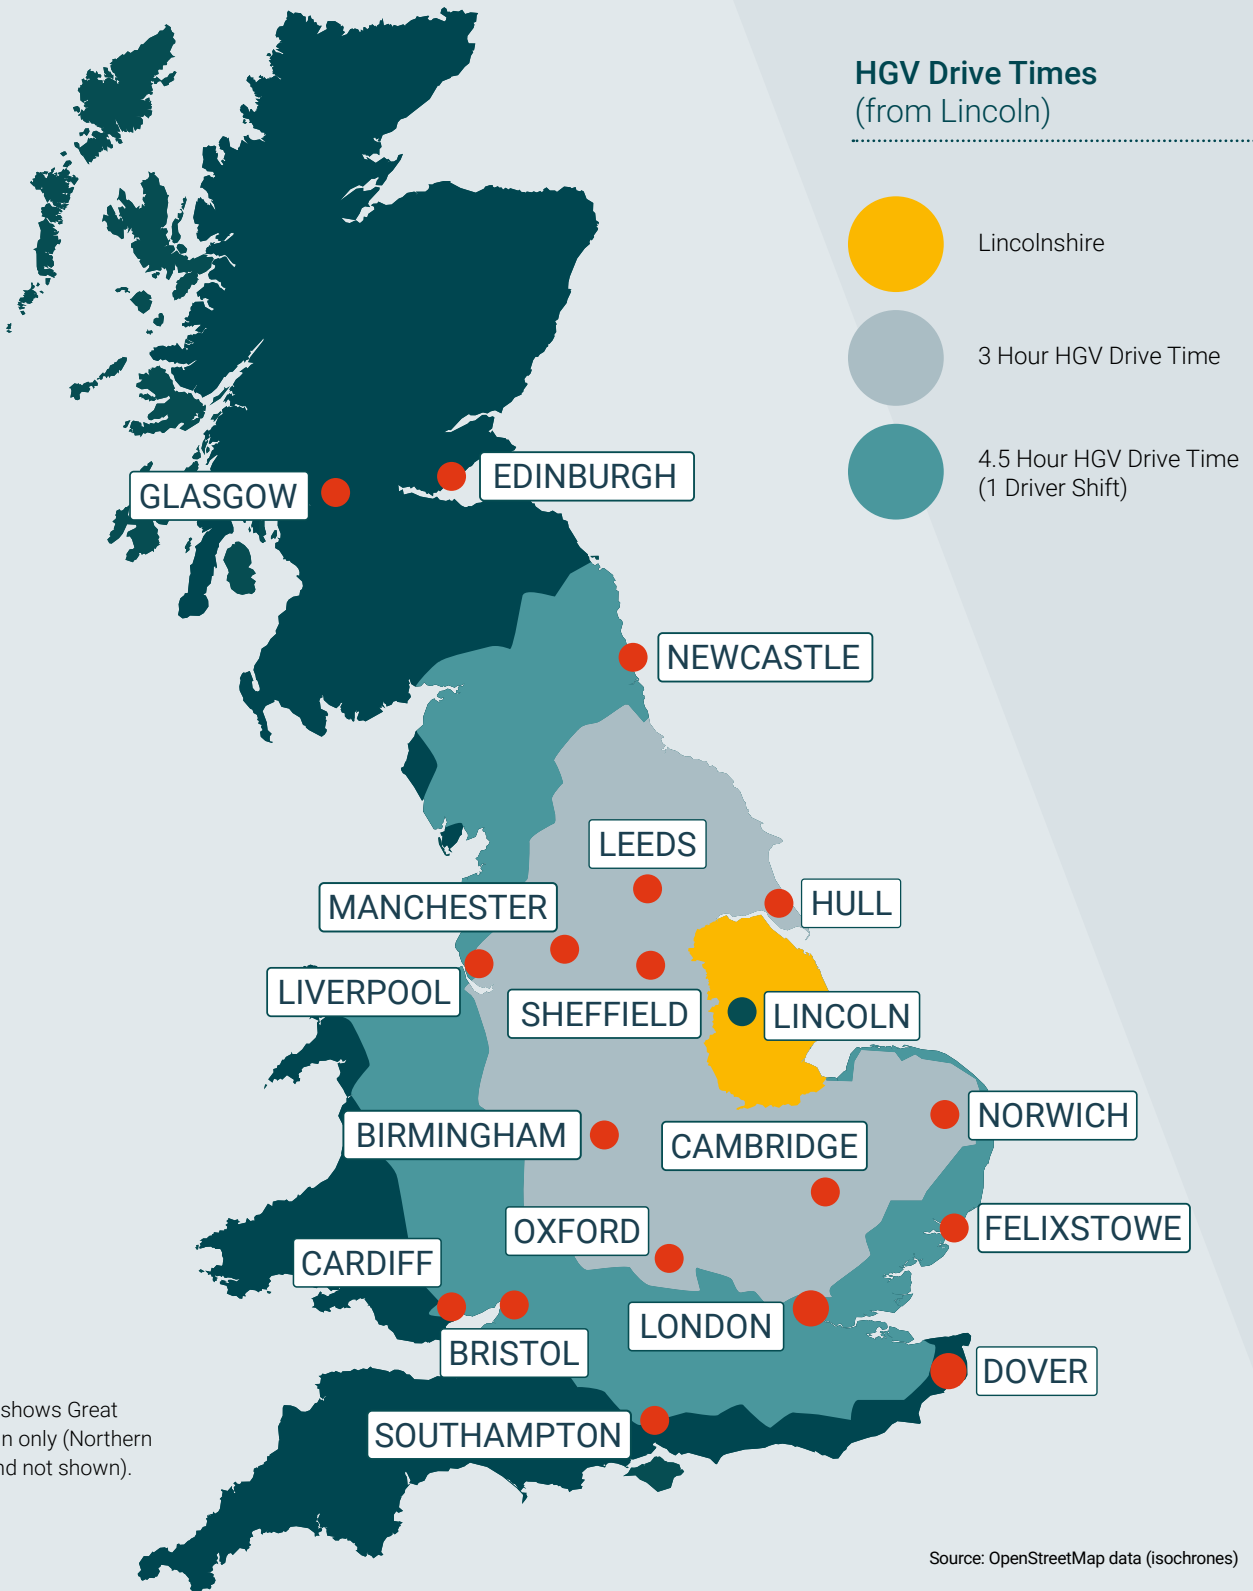 HGV Drive Times
(from Lincoln)
Lincolnshire
3 Hour HGV Drive Time
4.5 Hour HGV Drive Time
(1 Driver Shift)
EDINBURGH
GLASGOW
NEWCASTLE
LEEDS
MANCHESTER
HULL
LIVERPOOL
SHEFFIELD
LINCOLN
NORWICH
BIRMINGHAM
CAMBRIDGE
OXFORD
FELIXSTOWE
CARDIFF
LONDON
BRISTOL
DOVER
SOUTHAMPTON
shows Great
n only (Northern
nd not shown).
Source: OpenStreetMap data (isochrones)